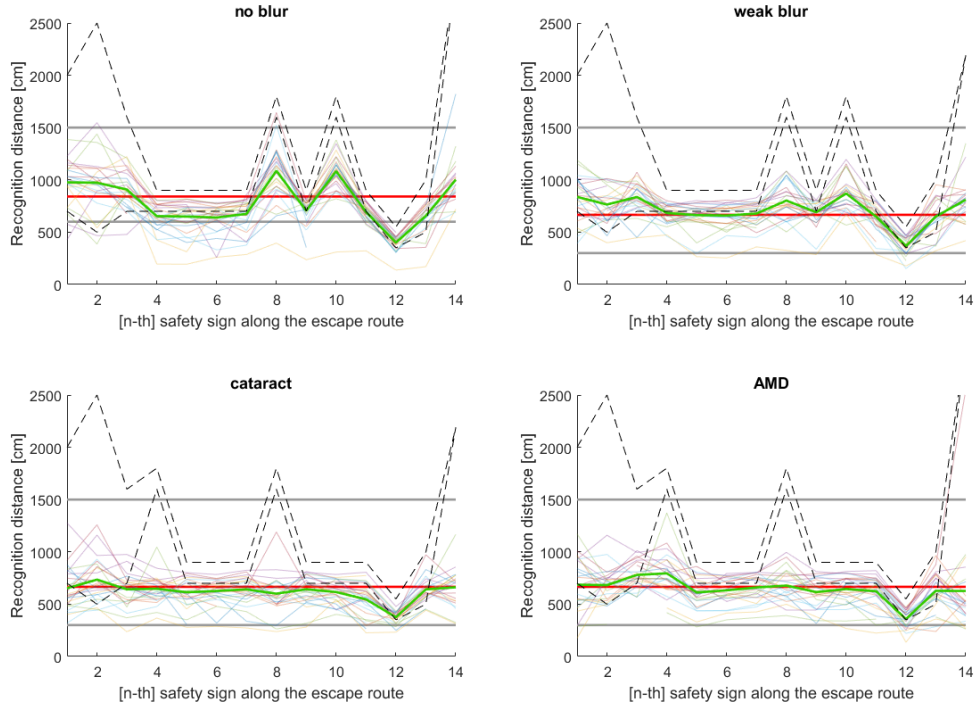 no blur
2500
2000
1500
1000
500
0
Recognition distance [cm]
2 4 6 8 10 12 14
[n-th] safety sign along the escape route
weak blur
2500
2000
1500
1000
500
0
Recognition distance [cm]
2 4 6 8 10 12 14
[n-th] safety sign along the escape route
cataract
2500
2000
1500
1000
500
0
Recognition distance [cm]
2 4 6 8 10 12 14
[n-th] safety sign along the escape route
AMD
2500
2000
1500
1000
500
0
Recognition distance [cm]
2 4 6 8 10 12 14
[n-th] safety sign along the escape route